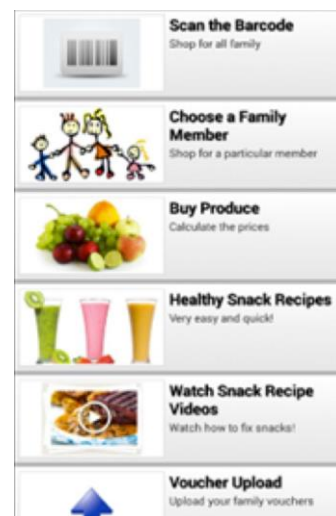 Scan the Barcode
Shop for all family
Choose a Family
Member
Shop for a particular member
Buy Produce
Calculate the prices
Healthy Snack Recipes
Very easy and quick!
Watch Snack Recipe
Videos
Watch how to fix snacks!
Voucher Upload
Upload your family vouchers